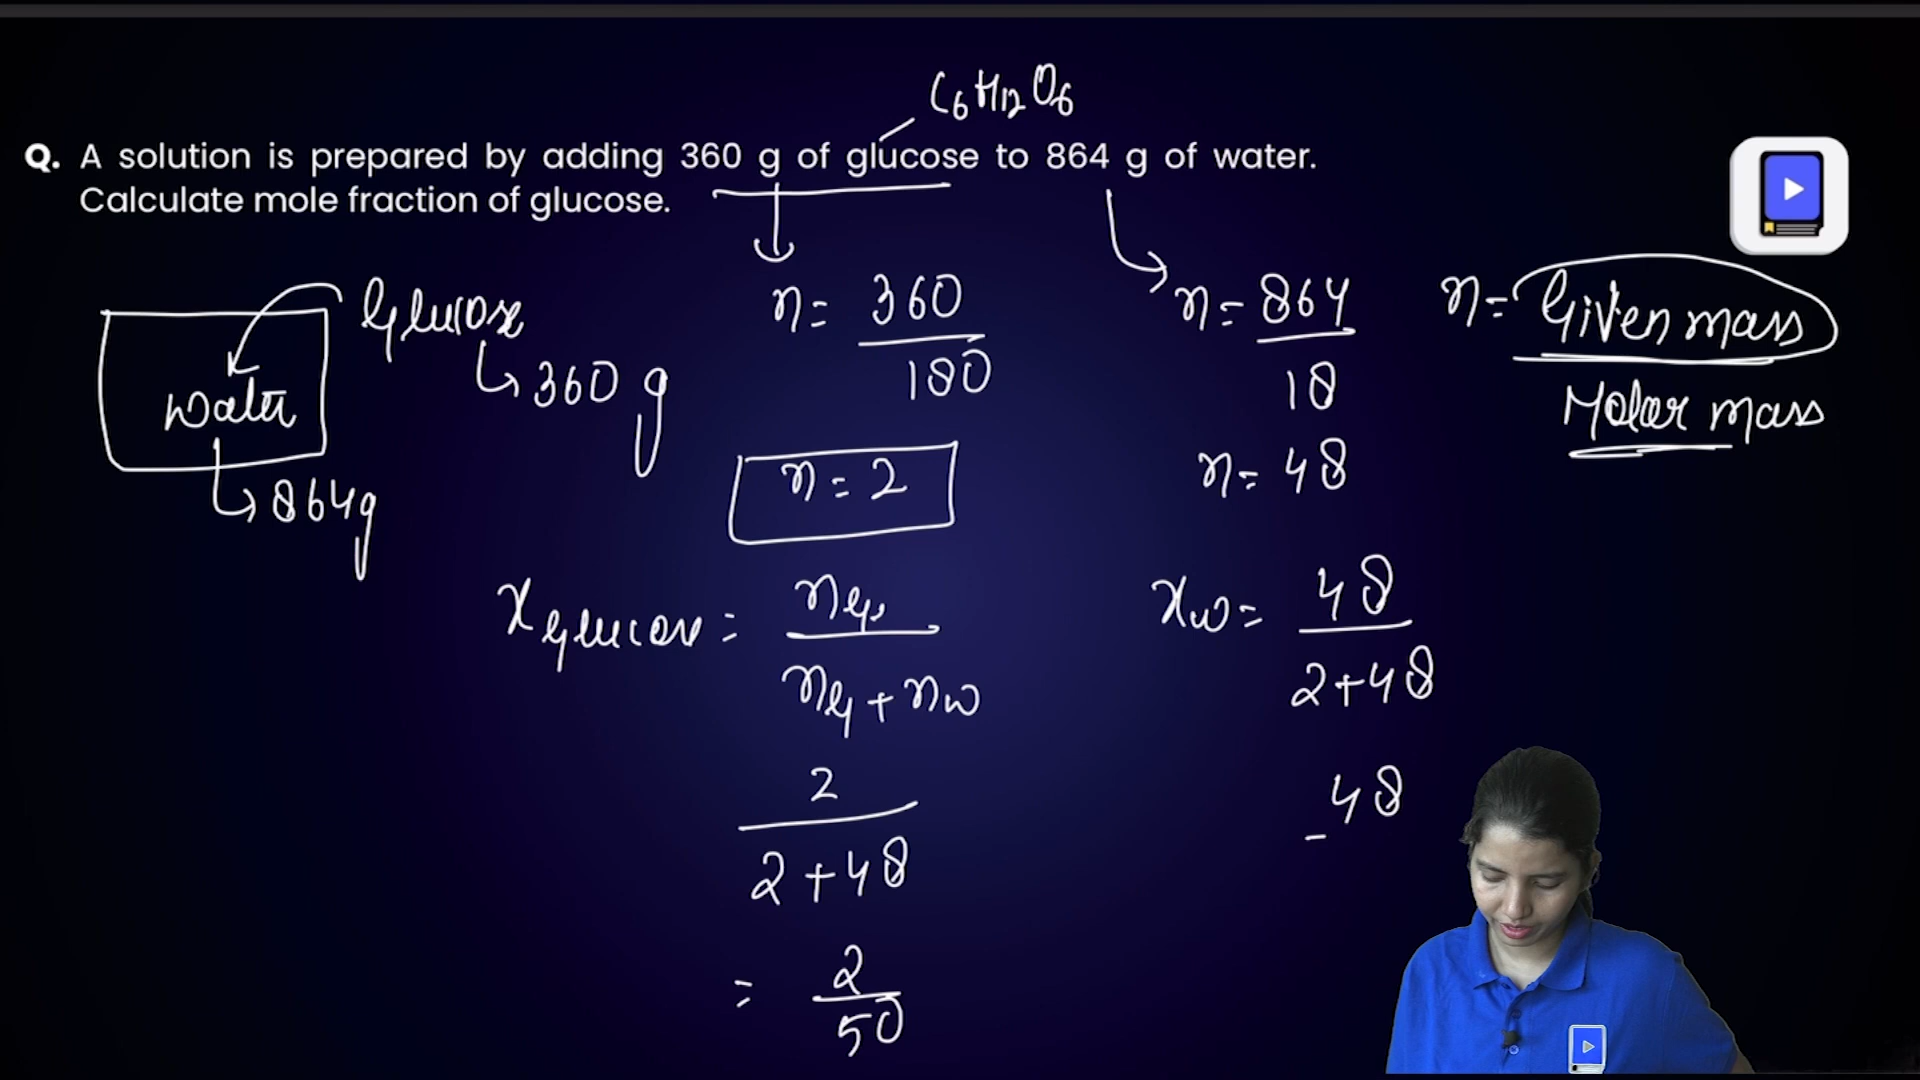 C6H12O6
Q. A solution is prepared by adding 360 g of glucose to 864 g of water.
Calculate mole fraction of glucose.
Glucose
↳ 360 g
Water
↳ 864g
n = 360
180
n = 2
n = 864
18
n = 48
n = Given mass
Molar mass
x glucose = ng
ng + nw
2
2 + 48
= 2
50
xw = 48
2 + 48
48